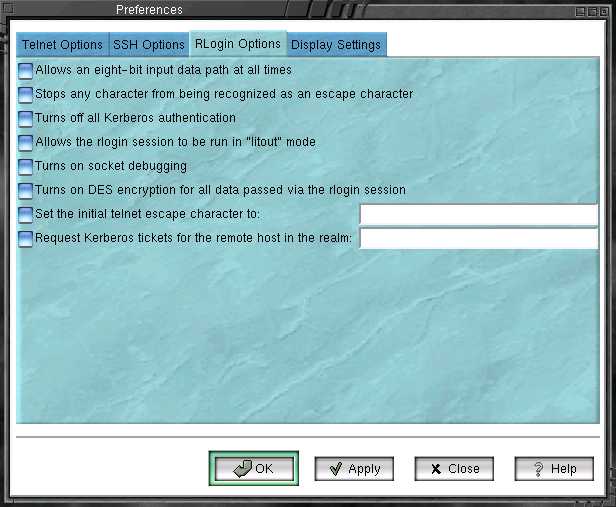 Preferences
Telnet Options SSH Options RLogin Options Display Settings
Allows an eight-bit input data path at all times
Stops any character from being recognized as an escape character
Turns off all Kerberos authentication
Allows the rlogin session to be run in "litout" mode
Turns on socket debugging
Turns on DES encryption for all data passed via the rlogin session
Set the initial telnet escape character to:
Request Kerberos tickets for the remote host in the realm:
OK Apply Close Help